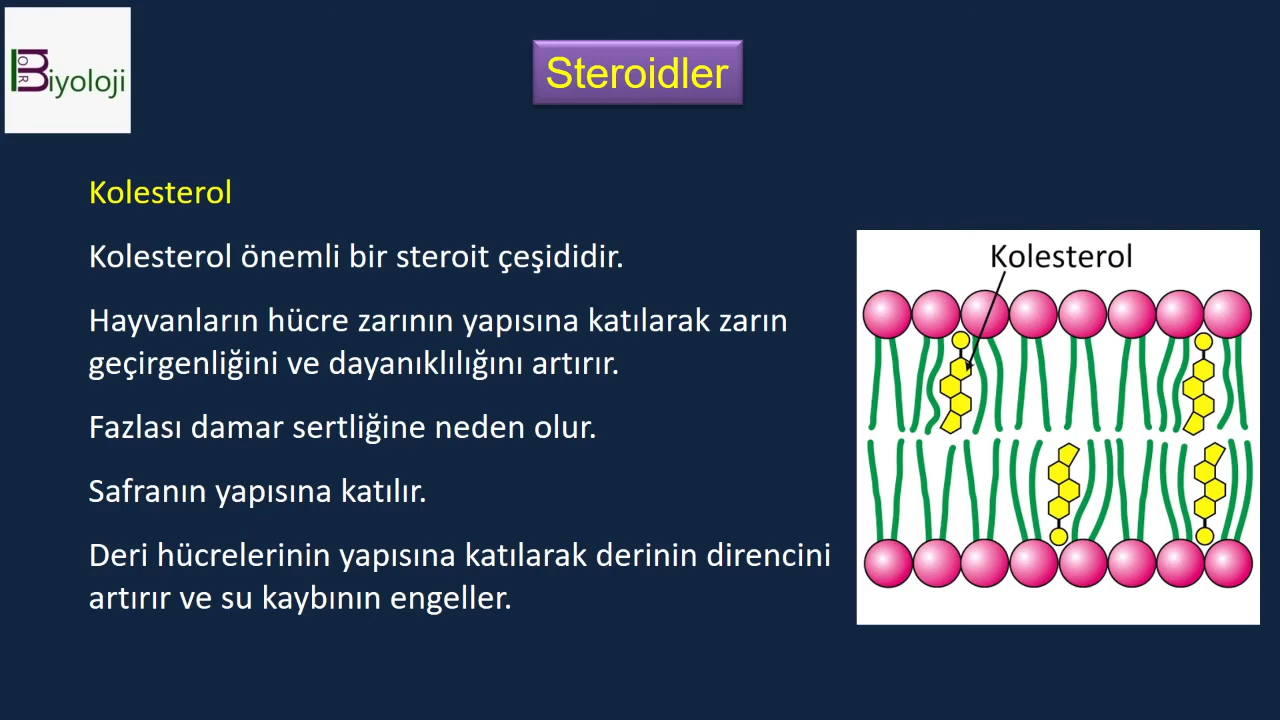 BOR
Biyoloji
Steroidler
Kolesterol
Kolesterol önemli bir steroit çeşididir.
Hayvanların hücre zarının yapısına katılarak zarın
geçirgenliğini ve dayanıklılığını artırır.
Fazlası damar sertliğine neden olur.
Safranın yapısına katılır.
Deri hücrelerinin yapısına katılarak derinin direncini
artırır ve su kaybının engeller.
Kolesterol